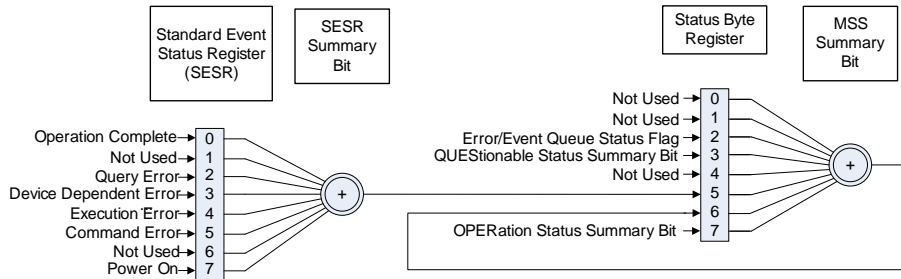 Standard Event
Status Register
(SESR)
SESR
Summary
Bit
Status Byte
Register
MSS
Summary
Bit
Operation Complete 0
Not Used 1
Query Error 2
Device Dependent Error 3
Execution Error 4
Command Error 5
Not Used 6
Power On 7
+
Not Used 0
Not Used 1
Error/Event Queue Status Flag 2
QUEStionable Status Summary Bit 3
Not Used 4
5
6
OPERation Status Summary Bit 7
+